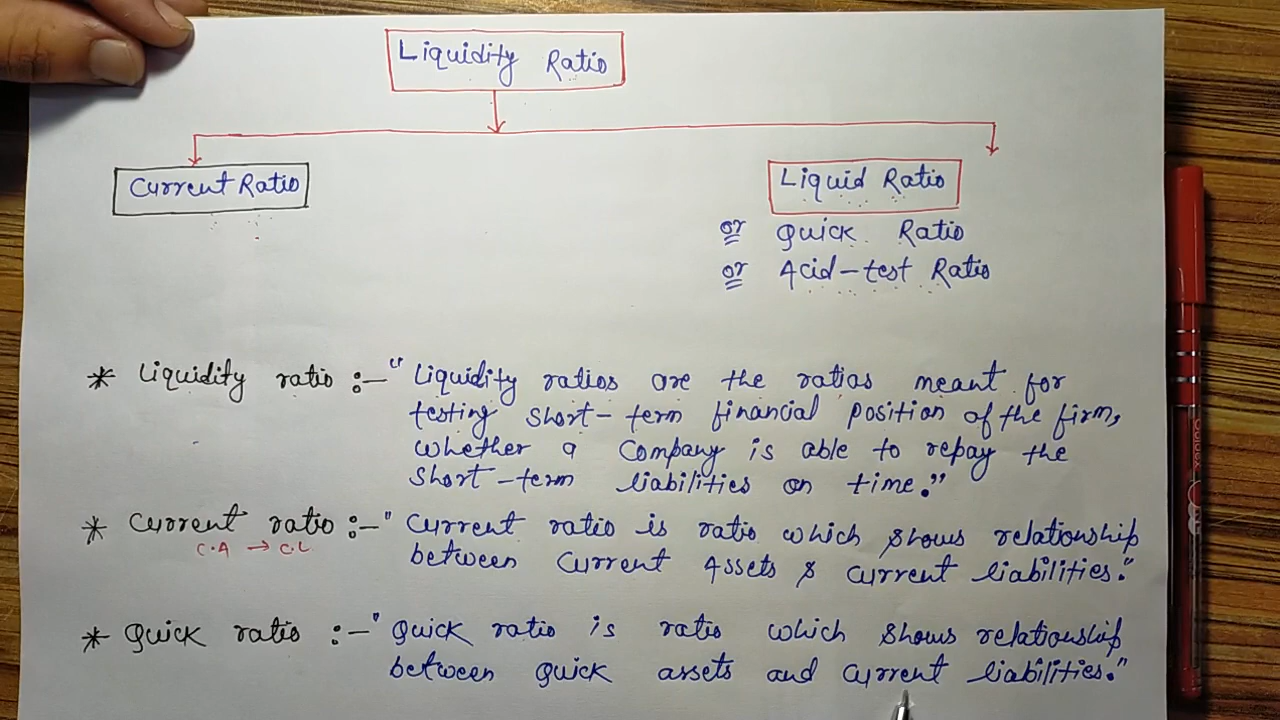 Liquidity Ratio
Current Ratio
Liquid Ratio
or Quick Ratio
or Acid-test Ratio
* Liquidity ratio :- "Liquidity ratios are the ratios meant for
testing short-term financial position of the firm,
whether a Company is able to repay the
short-term liabilities on time."
* Current ratio :- "Current ratio is ratio which shows relationship
C.A → C.L
between Current Assets & Current liabilities."
* Quick ratio :- "Quick ratio is ratio which shows relationship
between quick assets and current liabilities."